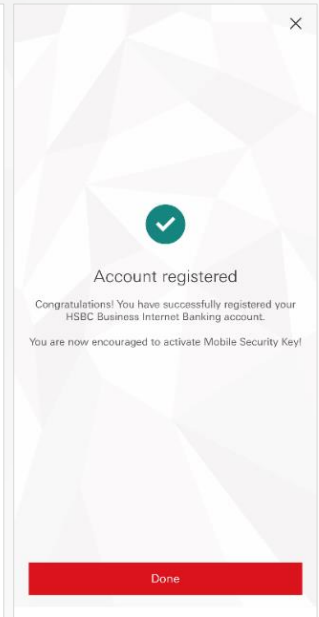 Account registered
Congratulations! You have successfully registered your
HSBC Business Internet Banking account.
You are now encouraged to activate Mobile Security Key!
Done